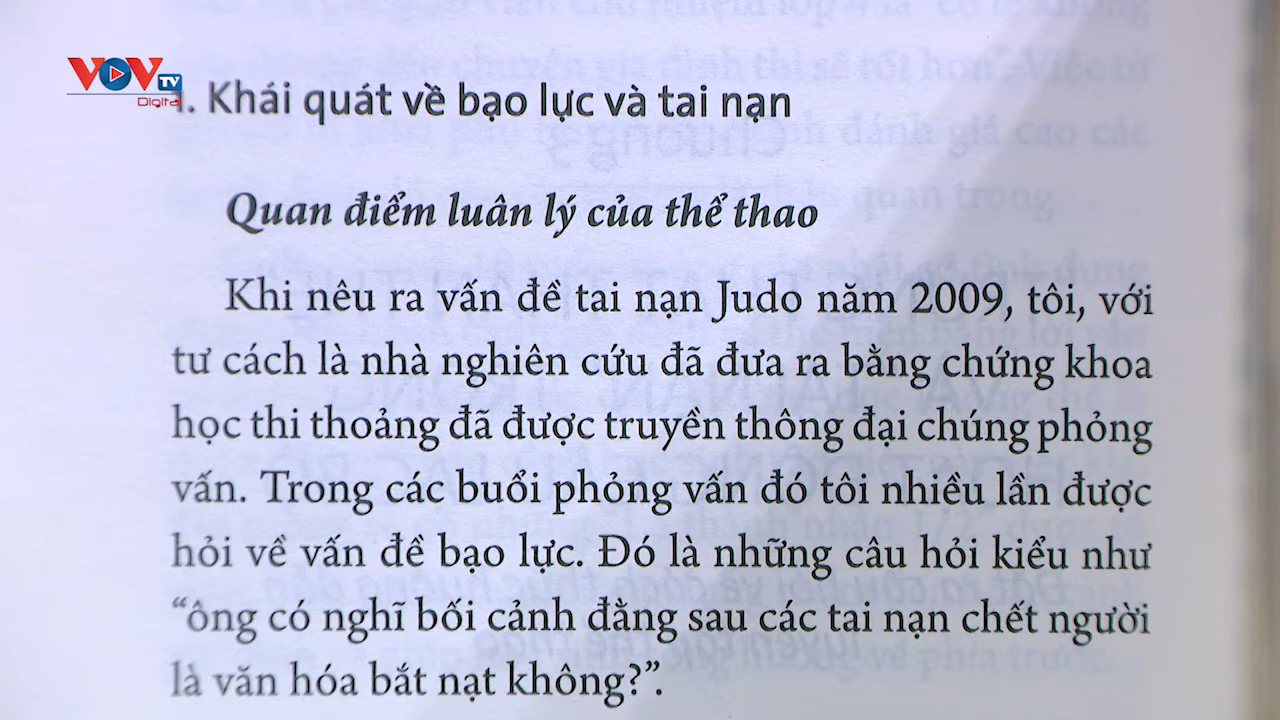 VOV TV
Digital
1. Khái quát về bạo lực và tai nạn
Quan điểm luân lý của thể thao
Khi nêu ra vấn đề tai nạn Judo năm 2009, tôi, với
tư cách là nhà nghiên cứu đã đưa ra bằng chứng khoa
học thi thoảng đã được truyền thông đại chúng phỏng
vấn. Trong các buổi phỏng vấn đó tôi nhiều lần được
hỏi về vấn đề bạo lực. Đó là những câu hỏi kiểu như
“ông có nghĩ bối cảnh đằng sau các tai nạn chết người
là văn hóa bắt nạt không?”.